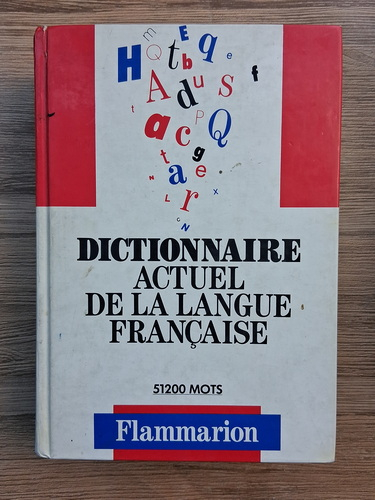 DICTIONNAIRE
ACTUEL
DE LA LANGUE
FRANÇAISE
51200 MOTS
Flammarion